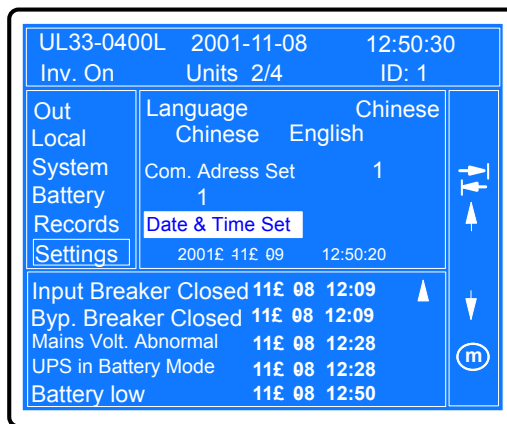 UL33-0400L 2001-11-08 12:50:30
Inv. On Units 2/4 ID: 1
Out
Local
System
Battery
Records
Settings
Language Chinese
Chinese English
Com. Adress Set 1
1
Date & Time Set
2001£ 11£ 09 12:50:20
Input Breaker Closed 11£ 08 12:09
Byp. Breaker Closed 11£ 08 12:09
Mains Volt. Abnormal 11£ 08 12:28
UPS in Battery Mode 11£ 08 12:28
Battery low 11£ 08 12:50
m